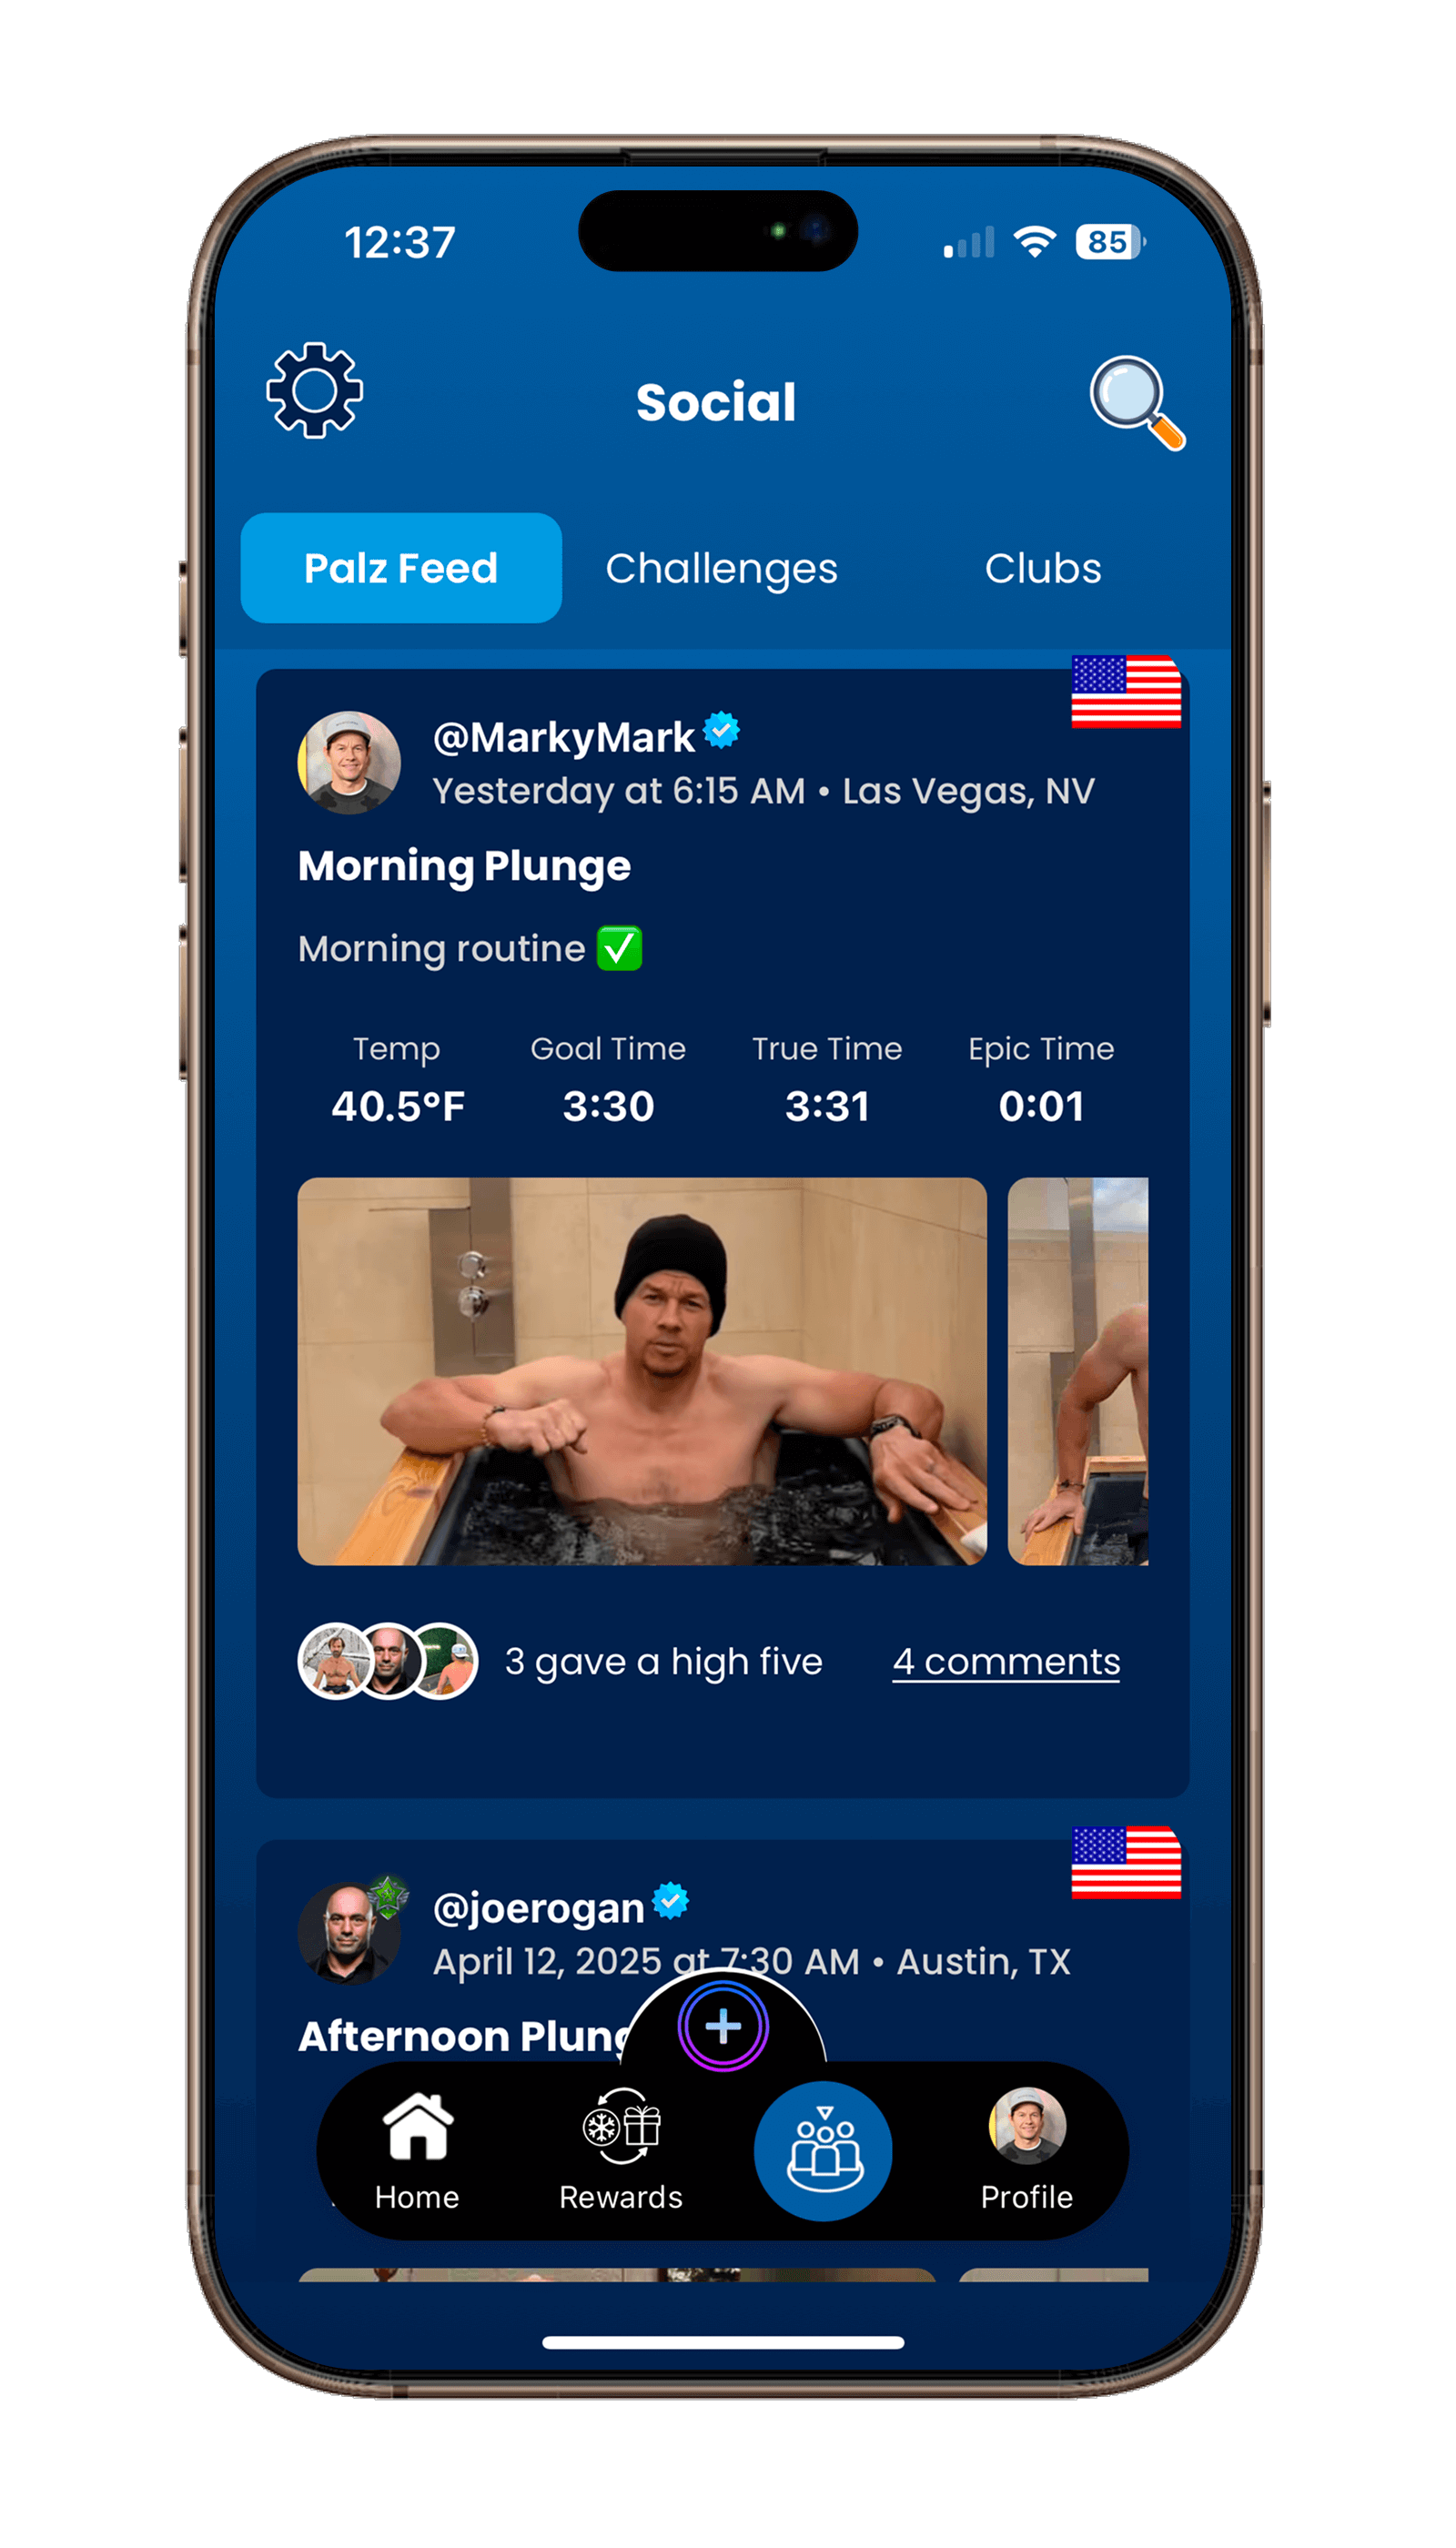 12:37
85
Social
Palz Feed Challenges Clubs
@MarkyMark
Yesterday at 6:15 AM • Las Vegas, NV
Morning Plunge
Morning routine ✅
Temp Goal Time True Time Epic Time
40.5°F 3:30 3:31 0:01
3 gave a high five 4 comments
@joerogan
April 12, 2025 at 7:30 AM • Austin, TX
Afternoon Plung
Home Rewards Profile